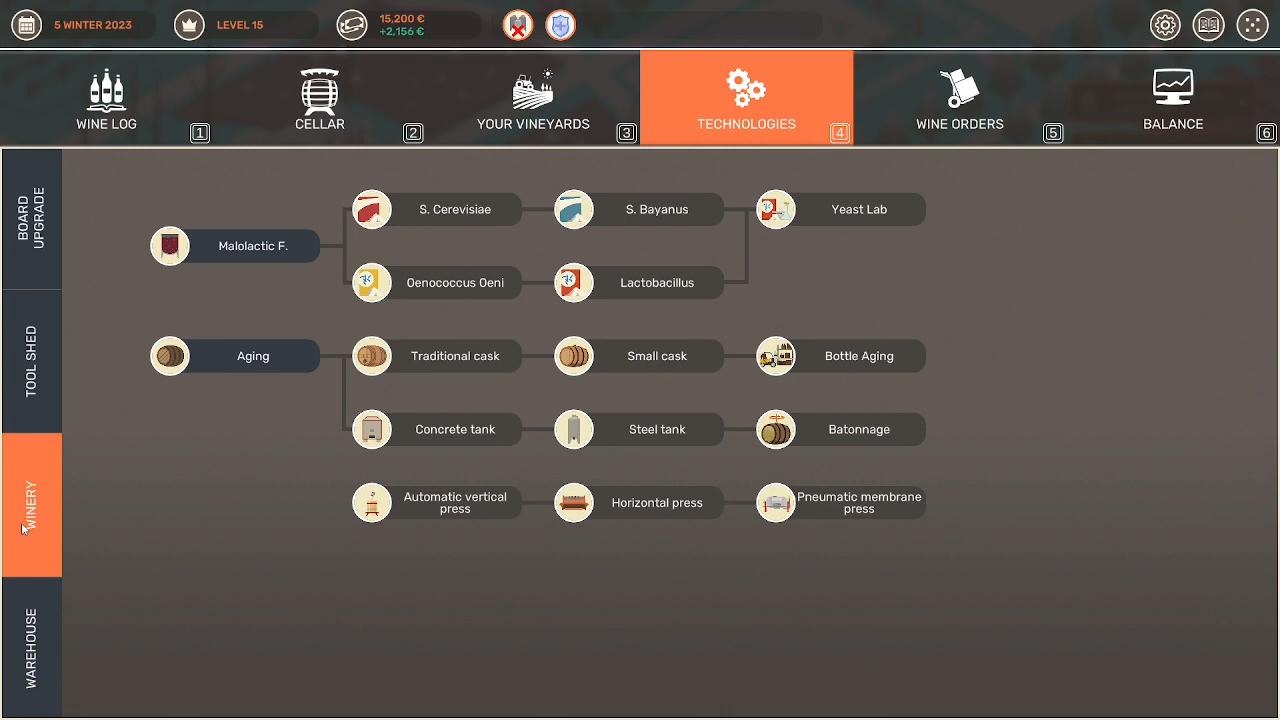 5 WINTER 2023
LEVEL 15
15,200 €
+2,156 €
WINE LOG
1
CELLAR
2
YOUR VINEYARDS
3
TECHNOLOGIES
4
WINE ORDERS
5
BALANCE
6
BOARD
UPGRADE
TOOL SHED
WINERY
WAREHOUSE
S. Cerevisiae
S. Bayanus
Yeast Lab
Malolactic F.
Oenococcus Oeni
Lactobacillus
Aging
Traditional cask
Small cask
Bottle Aging
Concrete tank
Steel tank
Batonnage
Automatic vertical
press
Horizontal press
Pneumatic membrane
press